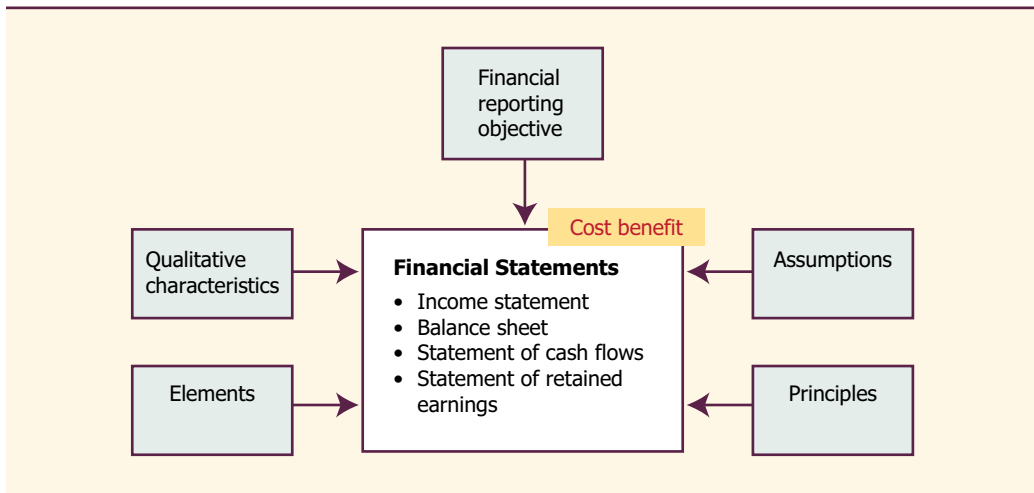 Financial
reporting
objective
Cost benefit
Qualitative
characteristics
Financial Statements
• Income statement
• Balance sheet
• Statement of cash flows
• Statement of retained
earnings
Assumptions
Elements
Principles